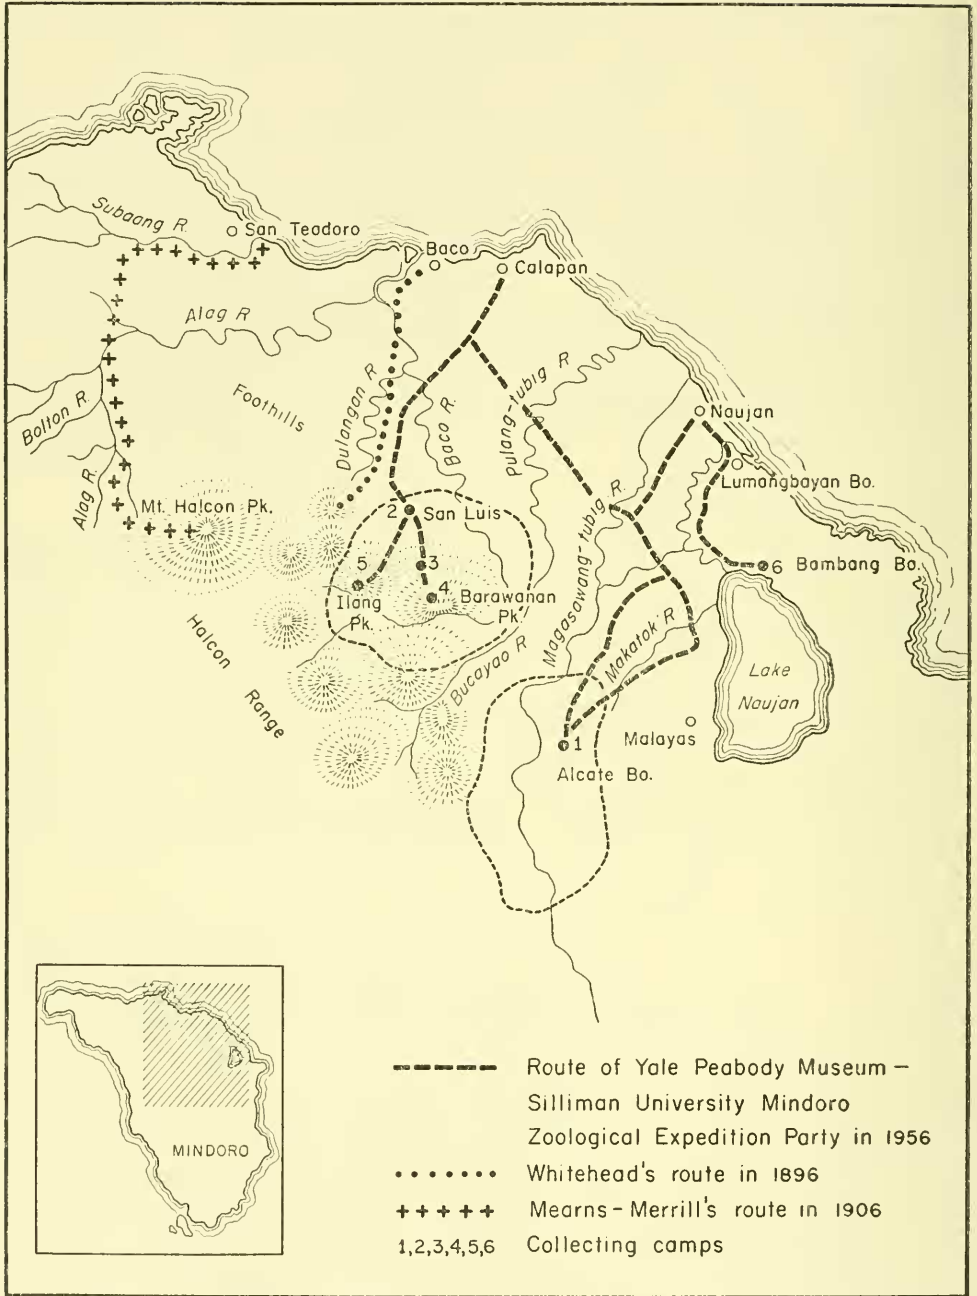 Subaang R.
San Teodoro
Baco
Calapan
Alag R
Foothills
Dulangan R
Baco R.
Pulang-tubig R
Naujan
Bolton R.
Alag R.
Lumangbayan Bo.
Mt. Halcon Pk.
2 San Luis
Magasawang-tubig R.
5
3
6 Bambang Bo.
4
Ilang
Pk.
Barawanan
Pk.
Halcon
Range
Bucayao R
Makatok R
Lake
Naujan
1
Malayas
Alcate Bo.
MINDORO
Route of Yale Peabody Museum –
Silliman University Mindoro
Zoological Expedition Party in 1956
Whitehead's route in 1896
Mearns – Merrill's route in 1906
1,2,3,4,5,6 Collecting camps